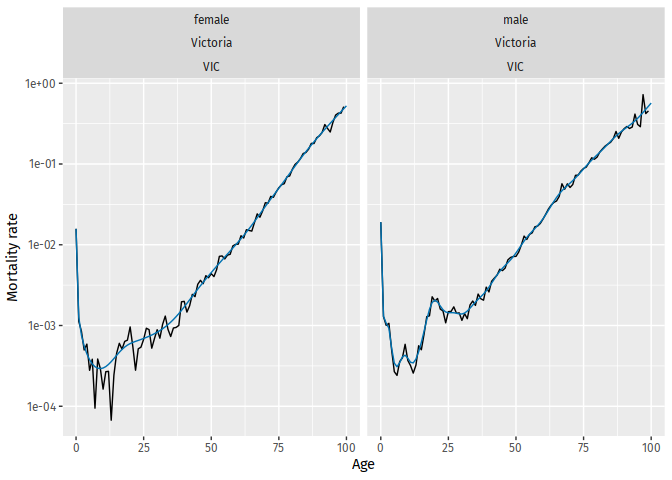 female male
Victoria Victoria
VIC VIC
1e+00
1e-01
1e-02
1e-03
1e-04
Mortality rate
0 25 50 75 100 0 25 50 75 100
Age